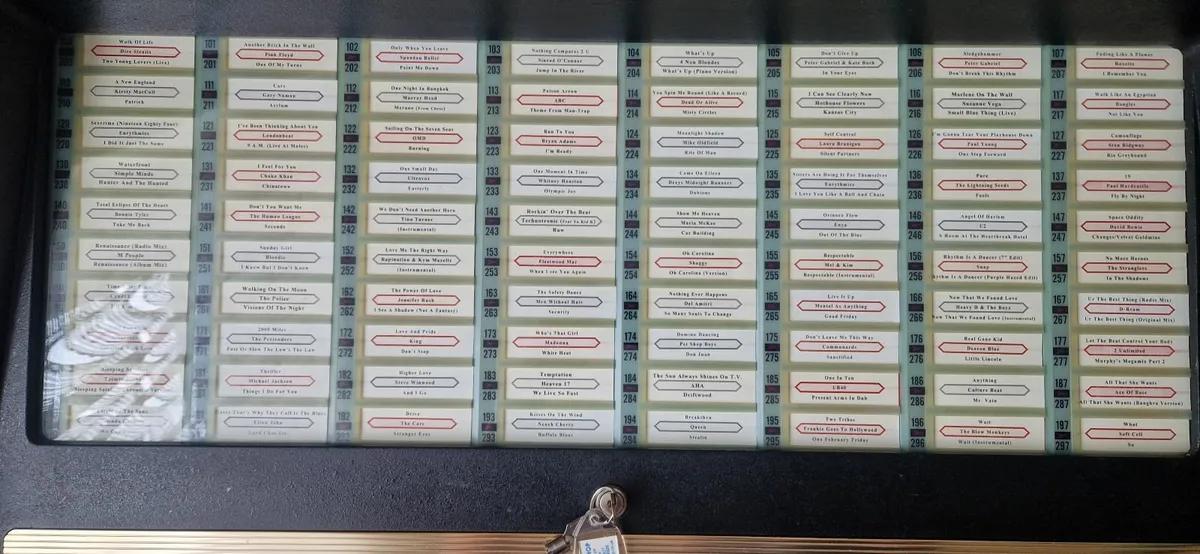 Walk Of Life
Dire Straits
Two Young Lovers (Live)
101
201
Another Brick In The Wall
Pink Floyd
One Of My Turns
102
202
Only When You Leave
Spandau Ballet
Paint Me Down
103
203
Nothing Compares 2 U
Sinead O'Connor
Jump In The River
104
204
What's Up
4 Non Blondes
What's Up (Piano Version)
105
205
Don't Give Up
Peter Gabriel & Kate Bush
In Your Eyes
106
206
Sledgehammer
Peter Gabriel
Don't Break This Rhythm
107
207
Fading Like A Flower
Roxette
I Remember You
A New England
Kirsty MacColl
Patrick
111
211
Cars
Gary Numan
Asylum
112
212
One Night In Bangkok
Murray Head
Merano (From Chess)
113
213
Poison Arrow
ABC
Theme From Man-Trap
114
214
You Spin Me Round (Like A Record)
Dead Or Alive
Misty Circles
115
215
I Can See Clearly Now
Hothouse Flowers
Kansas City
116
216
Marlene On The Wall
Suzanne Vega
Small Blue Thing (Live)
117
217
Walk Like An Egyptian
Bangles
Not Like You
120
220
Sexcrime (Nineteen Eighty Four)
Eurythmics
I Did It Just The Same
121
221
I've Been Thinking About You
Londonbeat
9 A.M. (Live At Moles)
122
222
Sailing On The Seven Seas
OMD
Burning
123
223
Run To You
Bryan Adams
I'm Ready
124
224
Moonlight Shadow
Mike Oldfield
Rite Of Man
125
225
Self Control
Laura Branigan
Silent Partners
126
226
I'm Gonna Tear Your Playhouse Down
Paul Young
One Step Forward
127
227
Camouflage
Stan Ridgway
Rio Greyhound
130
230
Waterfront
Simple Minds
Hunter And The Hunted
131
231
I Feel For You
Chaka Khan
Chinatown
132
232
One Small Day
Ultravox
Easterly
133
233
One Moment In Time
Whitney Houston
Olympic Joy
134
234
Come On Eileen
Dexys Midnight Runners
Dubious
135
235
Sisters Are Doing It For Themselves
Eurythmics
I Love You Like A Ball And Chain
136
236
Pure
The Lightning Seeds
Fools
137
237
19
Paul Hardcastle
Fly By Night
140
240
Total Eclipse Of The Heart
Bonnie Tyler
Take Me Back
141
241
Don't You Want Me
The Human League
Seconds
142
242
We Don't Need Another Hero
Tina Turner
(Instrumental)
143
243
Rockin' Over The Beat
Technotronic (Feat Ya Kid K)
Raw
144
244
Show Me Heaven
Maria McKee
Car Building
145
245
Orinoco Flow
Enya
Out Of The Blue
146
246
Angel Of Harlem
U2
A Room At The Heartbreak Hotel
147
247
Space Oddity
David Bowie
Changes/Velvet Goldmine
Renaissance (Radio Mix)
M People
Renaissance (Album Mix)
151
251
Sunday Girl
Blondie
I Know But I Don't Know
152
252
Love Me The Right Way
Rapination & Kym Mazelle
(Instrumental)
153
253
Everywhere
Fleetwood Mac
When I see You Again
154
254
Oh Carolina
Shaggy
Oh Carolina (Version)
155
255
Respectable
Mel & Kim
Respectable (Instrumental)
156
256
Rhythm Is A Dancer (7" Edit)
Snap
Rhythm Is A Dancer (Purple Hazed Edit)
157
257
No More Heroes
The Stranglers
In The Shadows
161
261
Walking On The Moon
The Police
Visions Of The Night
162
262
The Power Of Love
Jennifer Rush
I See A Shadow (Not A Fantasy)
163
263
The Safety Dance
Men Without Hats
Security
164
264
Nothing Ever Happens
Del Amitri
So Many Souls To Change
165
265
Live It Up
Mental As Anything
Good Friday
166
266
Now That We Found Love
Heavy D & The Boyz
Now That We Found Love (Instrumental)
167
267
Ur The Best Thing (Radio Mix)
D-Ream
Ur The Best Thing (Original Mix)
171
271
2000 Miles
The Pretenders
Fast Or Slow The Law's The Law
172
272
Love And Pride
King
Don't Stop
173
273
Who's That Girl
Madonna
White Heat
174
274
Domino Dancing
Pet Shop Boys
Don Juan
175
275
Don't Leave Me This Way
Communards
Sanctified
176
276
Real Gone Kid
Deacon Blue
Little Lincoln
177
277
Let The Beat Control Your Body
2 Unlimited
Murphy's Megamix Part 2
181
281
Thriller
Michael Jackson
Things I Do For You
182
282
Higher Love
Steve Winwood
And I Go
183
283
Temptation
Heaven 17
We Live So Fast
184
284
The Sun Always Shines On T.V.
AHA
Driftwood
185
285
One In Ten
UB40
Present Arms In Dub
186
286
Anything
Culture Beat
Mr. Vain
187
287
All That She Wants
Ace Of Base
All That She Wants (Banghra Version)
Guess That's Why They Call It The Blues
Elton John
Lord Choc Ice
192
Drive
The Cars
Stranger Eyes
193
293
Kisses On The Wind
Neneh Cherry
Buffalo Blues
194
294
Breakthru
Queen
Stealin
195
295
Two Tribes
Frankie Goes To Hollywood
One February Friday
196
296
Wait
The Blow Monkeys
Wait (Instrumental)
197
297
What
Soft Cell
So